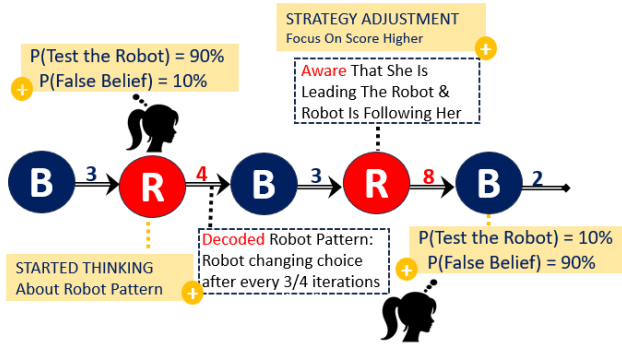 STRATEGY ADJUSTMENT
Focus On Score Higher
+
P(Test the Robot) = 90%
P(False Belief) = 10%
+
Aware That She Is
Leading The Robot &
Robot Is Following Her
B 3 R 4 B 3 R 8 B 2
STARTED THINKING
About Robot Pattern
+
Decoded Robot Pattern:
Robot changing choice
after every 3/4 iterations
P(Test the Robot) = 10%
P(False Belief) = 90%
+